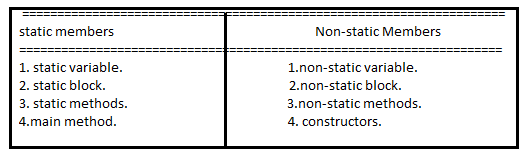 ====================================================================
static members Non-static Members
====================================================================
1. static variable. 1.non-static variable.
2. static block. 2.non-static block.
3. static methods. 3.non-static methods.
4.main method. 4. constructors.